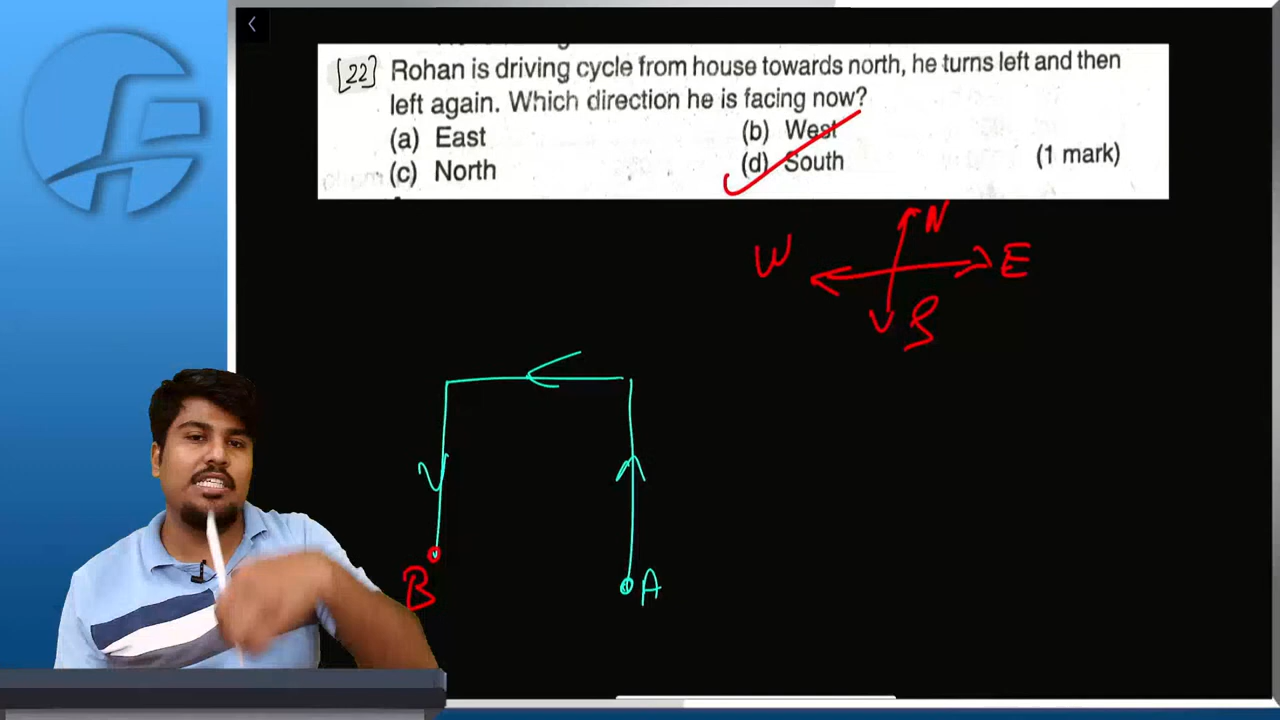 [22] Rohan is driving cycle from house towards north, he turns left and then
left again. Which direction he is facing now?
(a) East (b) West
(c) North (d) South (1 mark)
N
W E
S
B A